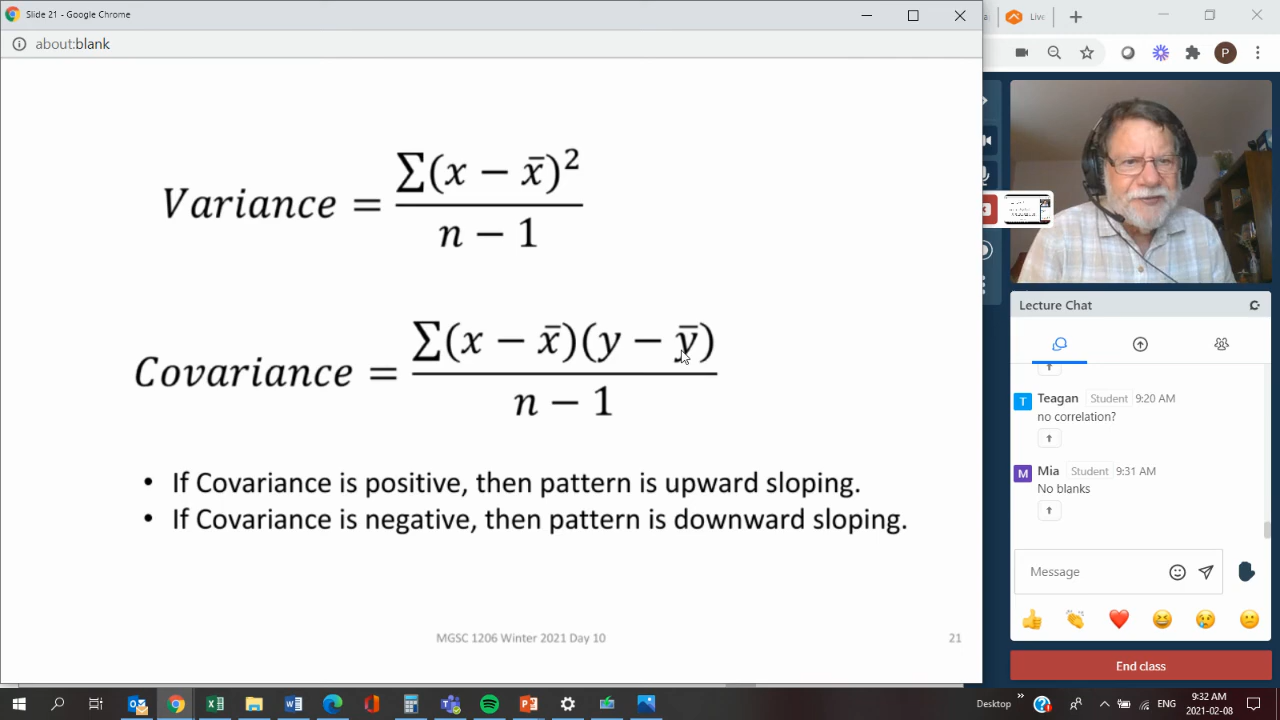 Slide 21 - Google Chrome
Live
about:blank
P
Variance = ∑(x − x̄)² / n − 1
Covariance = ∑(x − x̄)(y − ȳ) / n − 1
• If Covariance is positive, then pattern is upward sloping.
• If Covariance is negative, then pattern is downward sloping.
MGSC 1206 Winter 2021 Day 10
21
Lecture Chat
T Teagan Student 9:20 AM
no correlation?
M Mia Student 9:31 AM
No blanks
Message
End class
Desktop
ENG
9:32 AM
2021-02-08